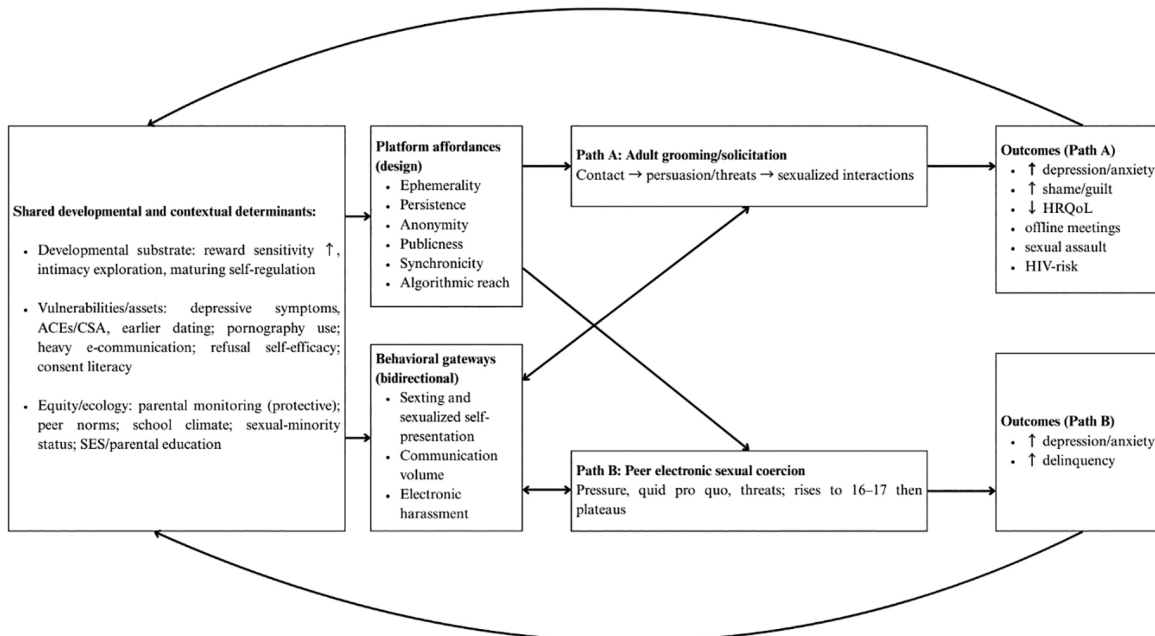 Shared developmental and contextual determinants:
• Developmental substrate: reward sensitivity ↑,
intimacy exploration, maturing self-regulation
• Vulnerabilities/assets: depressive symptoms,
ACEs/CSA, earlier dating; pornography use;
heavy e-communication; refusal self-efficacy;
consent literacy
• Equity/ecology: parental monitoring (protective);
peer norms; school climate; sexual-minority
status; SES/parental education
Platform affordances
(design)
• Ephemerality
• Persistence
• Anonymity
• Publicness
• Synchronicity
• Algorithmic reach
Behavioral gateways
(bidirectional)
• Sexting and
sexualized self-
presentation
• Communication
volume
• Electronic
harassment
Path A: Adult grooming/solicitation
Contact → persuasion/threats → sexualized interactions
Path B: Peer electronic sexual coercion
Pressure, quid pro quo, threats; rises to 16–17 then
plateaus
Outcomes (Path A)
• ↑ depression/anxiety
• ↑ shame/guilt
• ↓ HRQoL
• offline meetings
• sexual assault
• HIV-risk
Outcomes (Path B)
• ↑ depression/anxiety
• ↑ delinquency